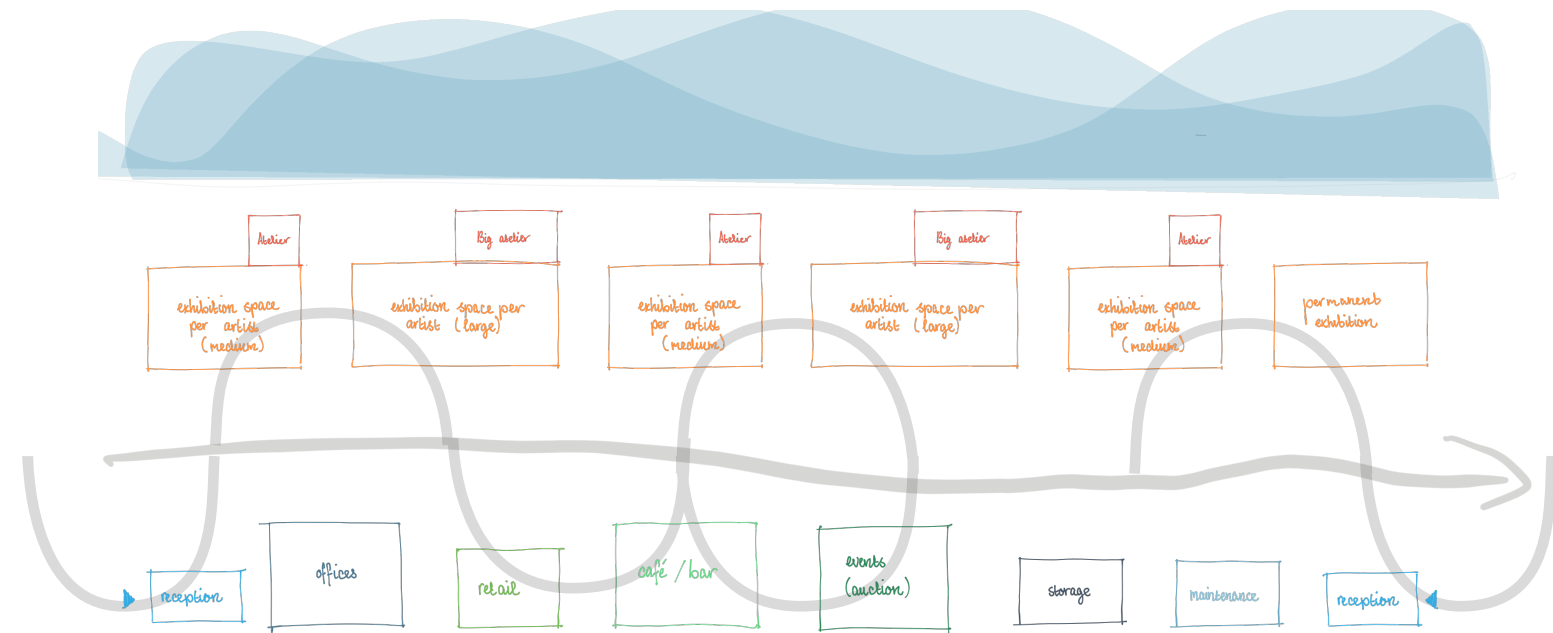 Atelier
Big atelier
Atelier
Big atelier
Atelier
exhibition space
per artist
(medium)
exhibition space per
artist (large)
exhibition space
per artist
(medium)
exhibition space per
artist (large)
exhibition space
per artist
(medium)
permanent
exhibition
reception
offices
retail
café / bar
events
(auction)
storage
maintenance
reception